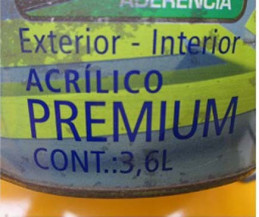 ADERENCIA
Exterior - Interior
ACRÍLICO
PREMIUM
CONT.:3,6L